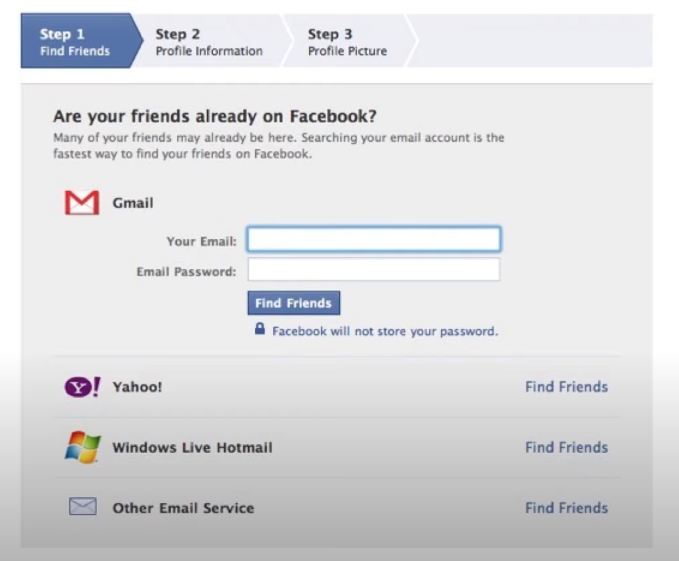 Step 1
Find Friends
Step 2
Profile Information
Step 3
Profile Picture
Are your friends already on Facebook?
Many of your friends may already be here. Searching your email account is the
fastest way to find your friends on Facebook.
Gmail
Your Email:
Email Password:
Find Friends
Facebook will not store your password.
Y! Yahoo! Find Friends
Windows Live Hotmail Find Friends
Other Email Service Find Friends